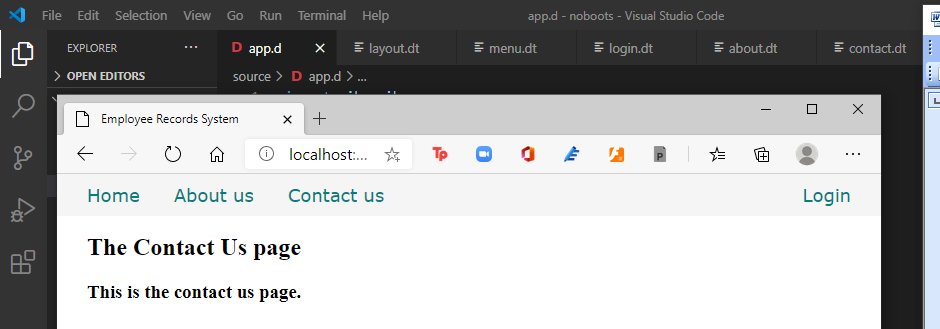 File Edit Selection View Go Run Terminal Help app.d - noboots - Visual Studio Code
EXPLORER ... D app.d layout.dt menu.dt login.dt about.dt contact.dt
OPEN EDITORS source > D app.d > ...
Employee Records System
localhost:...
Home About us Contact us Login
The Contact Us page
This is the contact us page.